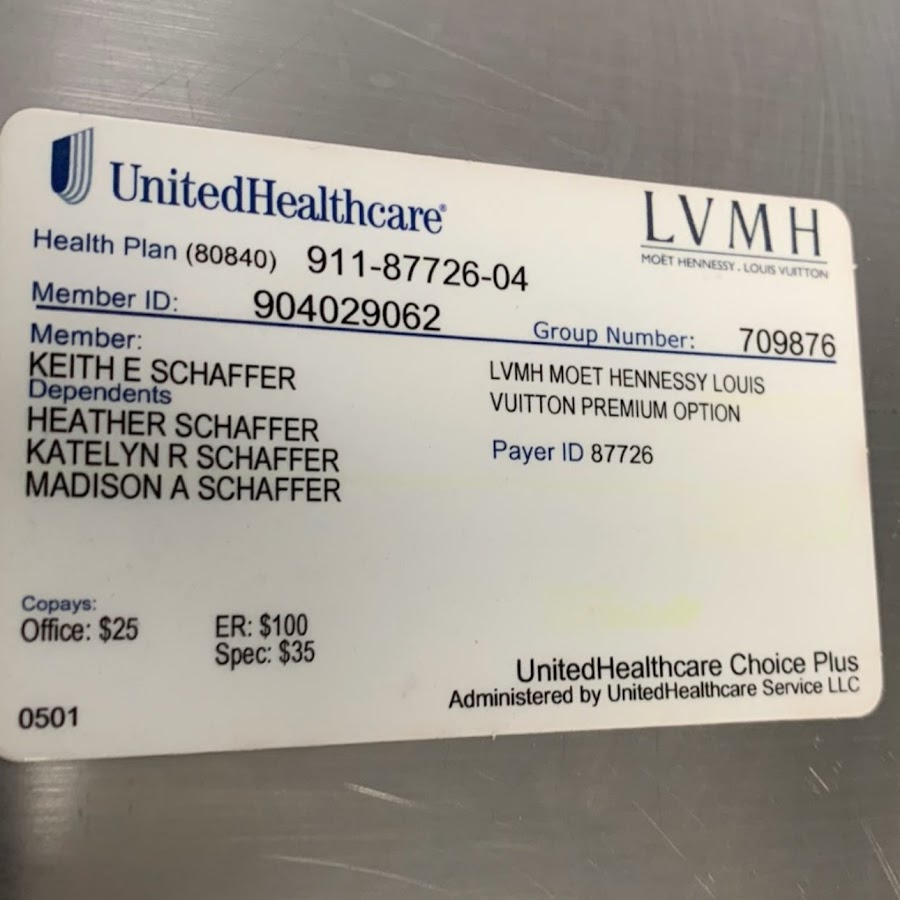 UnitedHealthcare®
LVMH
MOËT HENNESSY . LOUIS VUITTON
Health Plan (80840) 911-87726-04
Member ID: 904029062 Group Number: 709876
Member:
KEITH E SCHAFFER
Dependents
HEATHER SCHAFFER
KATELYN R SCHAFFER
MADISON A SCHAFFER
LVMH MOET HENNESSY LOUIS
VUITTON PREMIUM OPTION
Payer ID 87726
Copays:
Office: $25 ER: $100
Spec: $35
UnitedHealthcare Choice Plus
Administered by UnitedHealthcare Service LLC
0501